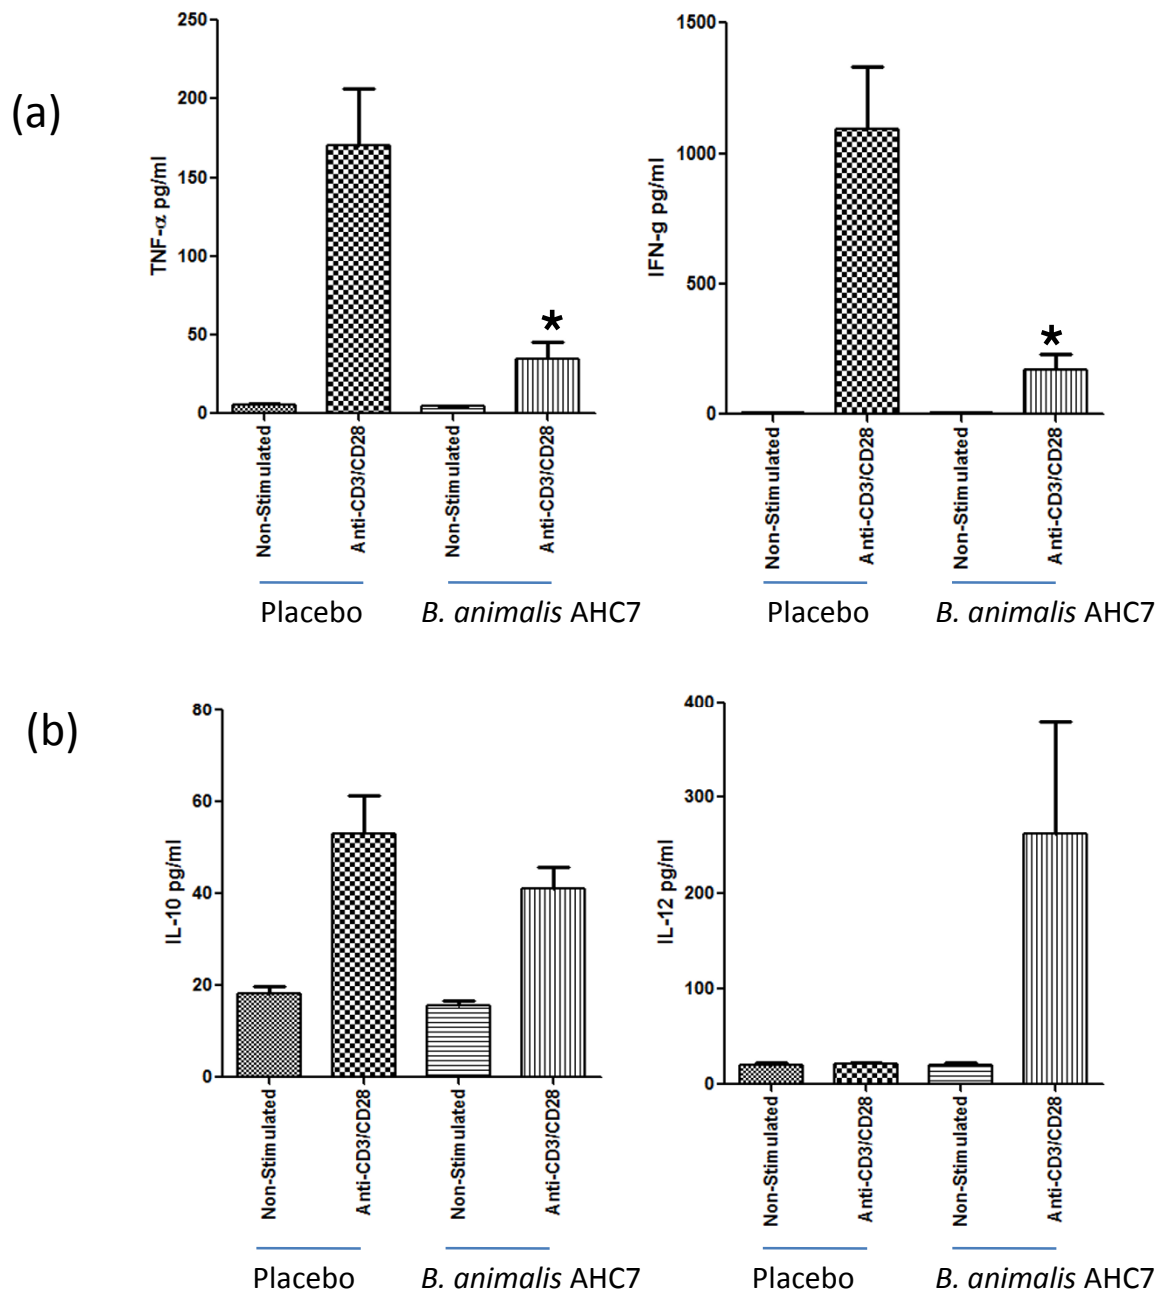 (a)
TNF-α pg/ml
250
200
150
100
50
0
*
Non-Stimulated
Anti-CD3/CD28
Non-Stimulated
Anti-CD3/CD28
Placebo
B. animalis AHC7
IFN-g pg/ml
1500
1000
500
0
*
Non-Stimulated
Anti-CD3/CD28
Non-Stimulated
Anti-CD3/CD28
Placebo
B. animalis AHC7
(b)
IL-10 pg/ml
80
60
40
20
0
Non-Stimulated
Anti-CD3/CD28
Non-Stimulated
Anti-CD3/CD28
Placebo
B. animalis AHC7
IL-12 pg/ml
400
300
200
100
0
Non-Stimulated
Anti-CD3/CD28
Non-Stimulated
Anti-CD3/CD28
Placebo
B. animalis AHC7